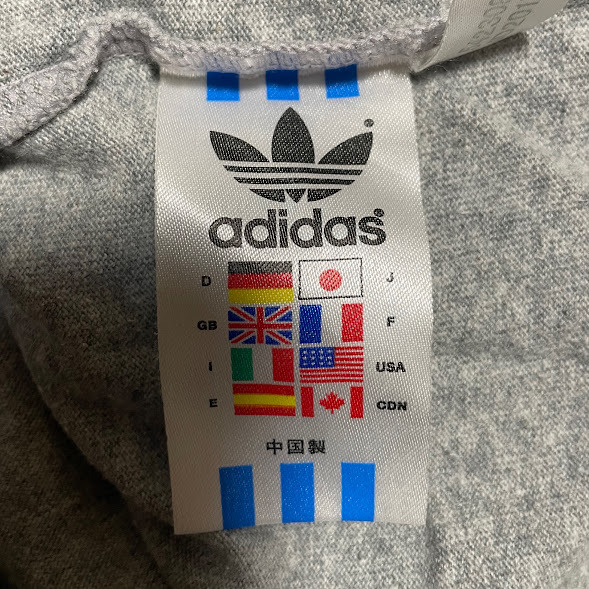 adidas
D J
GB F
I USA
E CDN
中国製